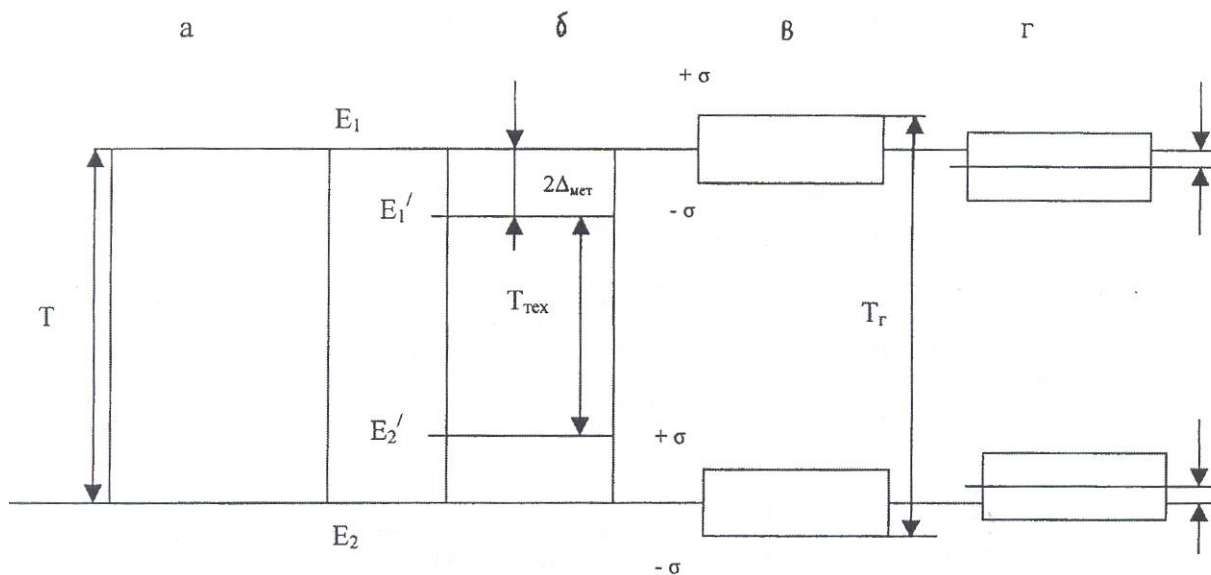 а б в г
+ σ
E₁
2Δмет
E₁′ - σ
Tтех
T Tг
E₂′ + σ
E₂
- σ